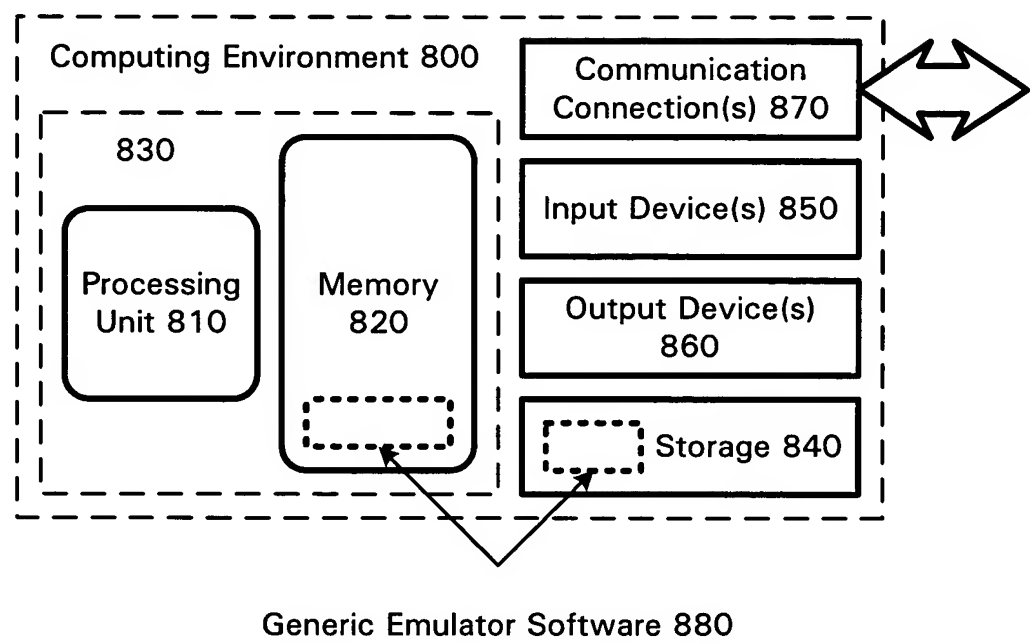 Computing Environment 800
Communication
Connection(s) 870
830
Input Device(s) 850
Processing
Unit 810
Memory
820
Output Device(s)
860
Storage 840
Generic Emulator Software 880